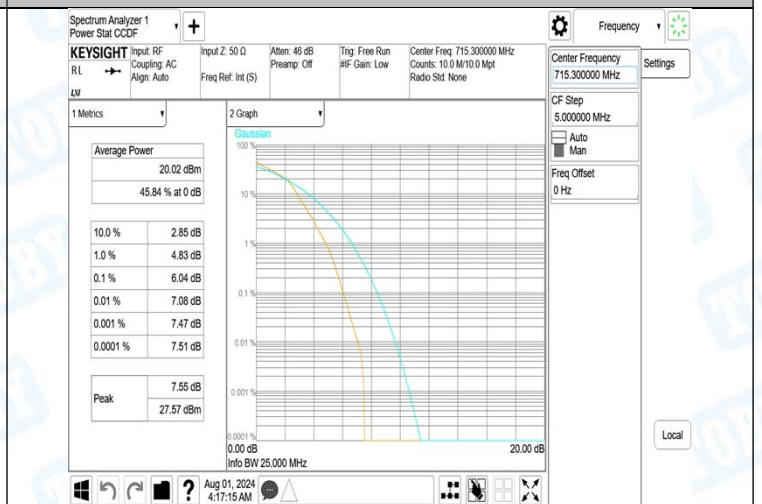 Spectrum Analyzer 1
Power Stat CCDF
+
Frequency
KEYSIGHT
Input: RF
Input Z: 50 Ω
Atten: 46 dB
Trig: Free Run
Center Freq: 715.300000 MHz
RL
Coupling: AC
Preamp: Off
#IF Gain: Low
Counts: 10.0 M/10.0 Mpt
Align: Auto
Freq Ref: Int (S)
Radio Std: None
LXI
Center Frequency
715.300000 MHz
Settings
CF Step
5.000000 MHz
Auto
Man
Freq Offset
0 Hz
1 Metrics
Average Power
20.02 dBm
45.84 % at 0 dB
10.0 % 2.85 dB
1.0 % 4.83 dB
0.1 % 6.04 dB
0.01 % 7.08 dB
0.001 % 7.47 dB
0.0001 % 7.51 dB
Peak 7.55 dB
27.57 dBm
2 Graph
Gaussian
100 %
10 %
1 %
0.1 %
0.01 %
0.001 %
0.0001 %
0.00 dB 20.00 dB
Info BW 25.000 MHz
Local
?
Aug 01, 2024
4:17:15 AM